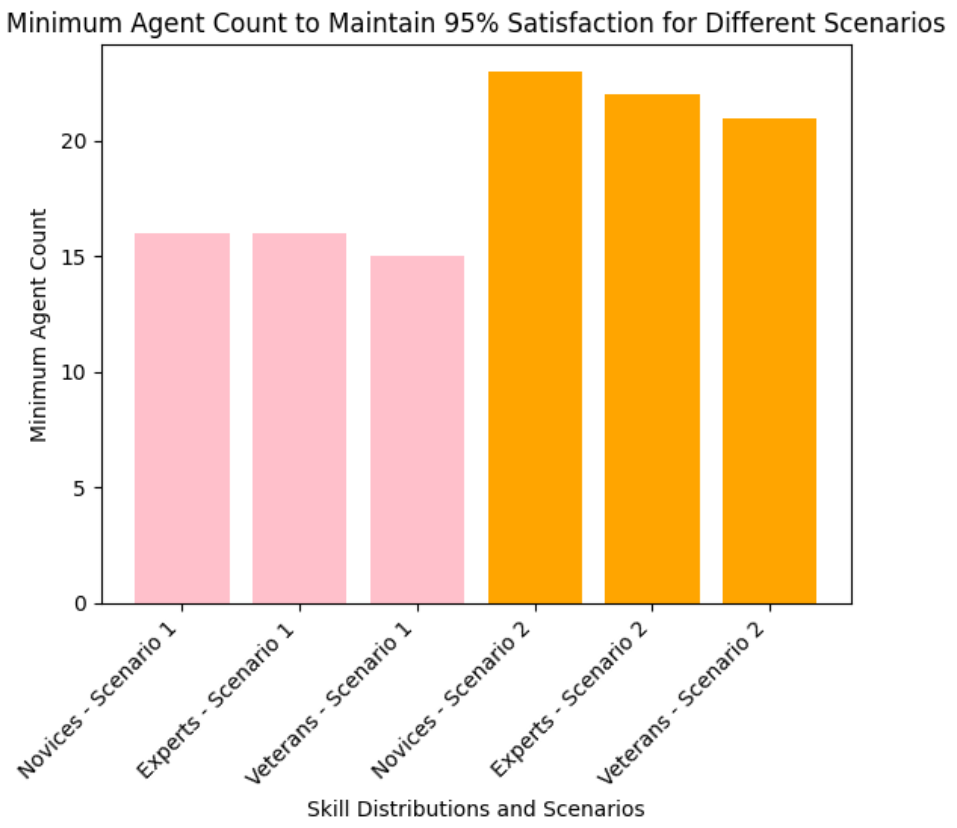 Minimum Agent Count to Maintain 95% Satisfaction for Different Scenarios
Minimum Agent Count
20
15
10
5
0
Novices - Scenario 1
Experts - Scenario 1
Veterans - Scenario 1
Novices - Scenario 2
Experts - Scenario 2
Veterans - Scenario 2
Skill Distributions and Scenarios